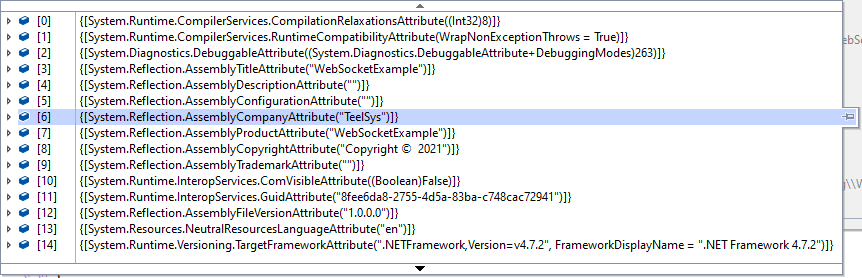 [0] {[System.Runtime.CompilerServices.CompilationRelaxationsAttribute((Int32)8)]}
[1] {[System.Runtime.CompilerServices.RuntimeCompatibilityAttribute(WrapNonExceptionThrows = True)]}
[2] {[System.Diagnostics.DebuggableAttribute((System.Diagnostics.DebuggableAttribute+DebuggingModes)263)]}
[3] {[System.Reflection.AssemblyTitleAttribute("WebSocketExample")]}
[4] {[System.Reflection.AssemblyDescriptionAttribute("")]}
[5] {[System.Reflection.AssemblyConfigurationAttribute("")]}
[6] {[System.Reflection.AssemblyCompanyAttribute("TeelSys")]}
[7] {[System.Reflection.AssemblyProductAttribute("WebSocketExample")]}
[8] {[System.Reflection.AssemblyCopyrightAttribute("Copyright ©  2021")]}
[9] {[System.Reflection.AssemblyTrademarkAttribute("")]}
[10] {[System.Runtime.InteropServices.ComVisibleAttribute((Boolean)False)]}
[11] {[System.Runtime.InteropServices.GuidAttribute("8fee6da8-2755-4d5a-83ba-c748cac72941")]}
[12] {[System.Reflection.AssemblyFileVersionAttribute("1.0.0.0")]}
[13] {[System.Resources.NeutralResourcesLanguageAttribute("en")]}
[14] {[System.Runtime.Versioning.TargetFrameworkAttribute(".NETFramework,Version=v4.7.2", FrameworkDisplayName = ".NET Framework 4.7.2")]}